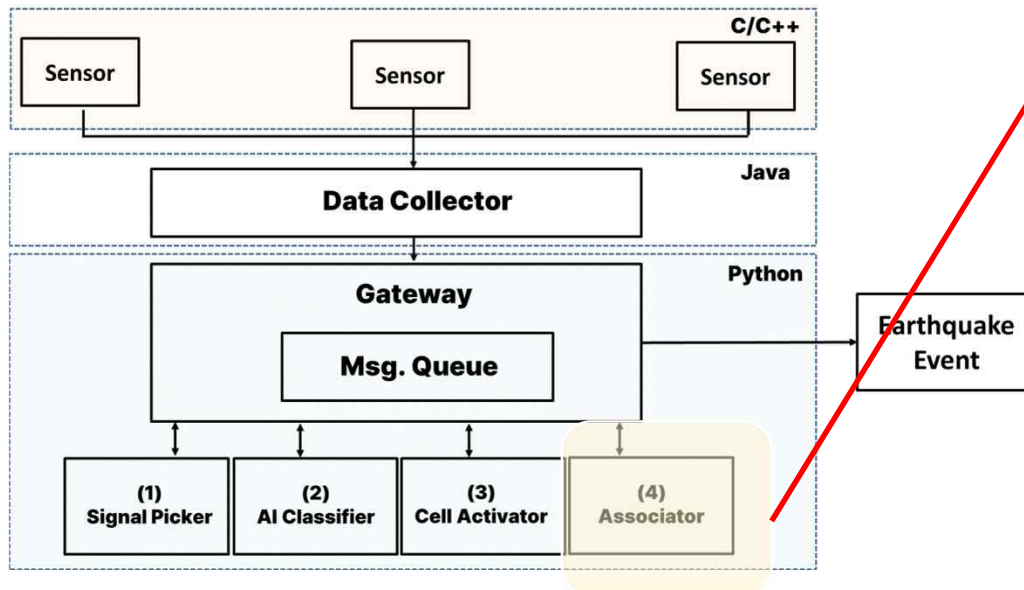 C/C++
Sensor
Sensor
Sensor
Java
Data Collector
Python
Gateway
Msg. Queue
Earthquake
Event
(1)
Signal Picker
(2)
AI Classifier
(3)
Cell Activator
(4)
Associator